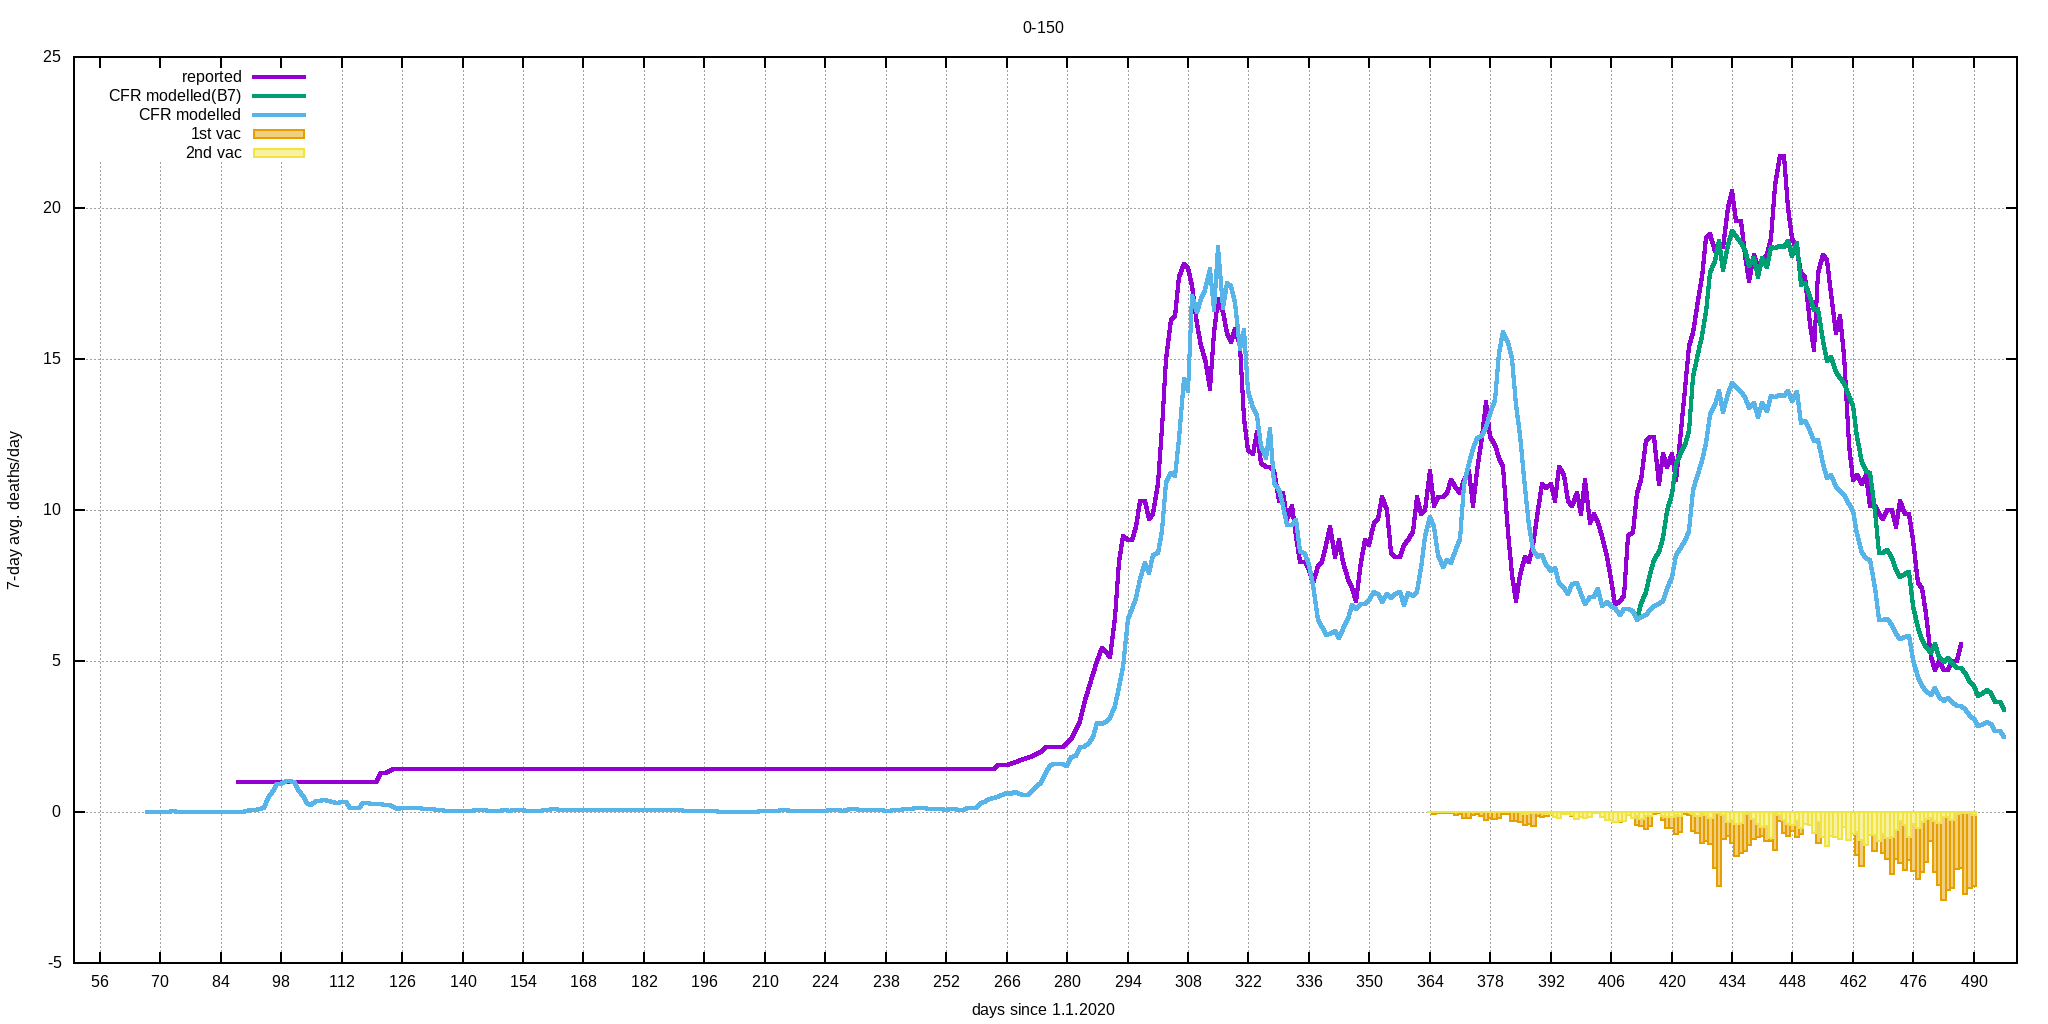 0-150
25
reported
CFR modelled(B7)
CFR modelled
1st vac
2nd vac
20
15
10
5
0
-5
7-day avg. deaths/day
56 70 84 98 112 126 140 154 168 182 196 210 224 238 252 266 280 294 308 322 336 350 364 378 392 406 420 434 448 462 476 490
days since 1.1.2020